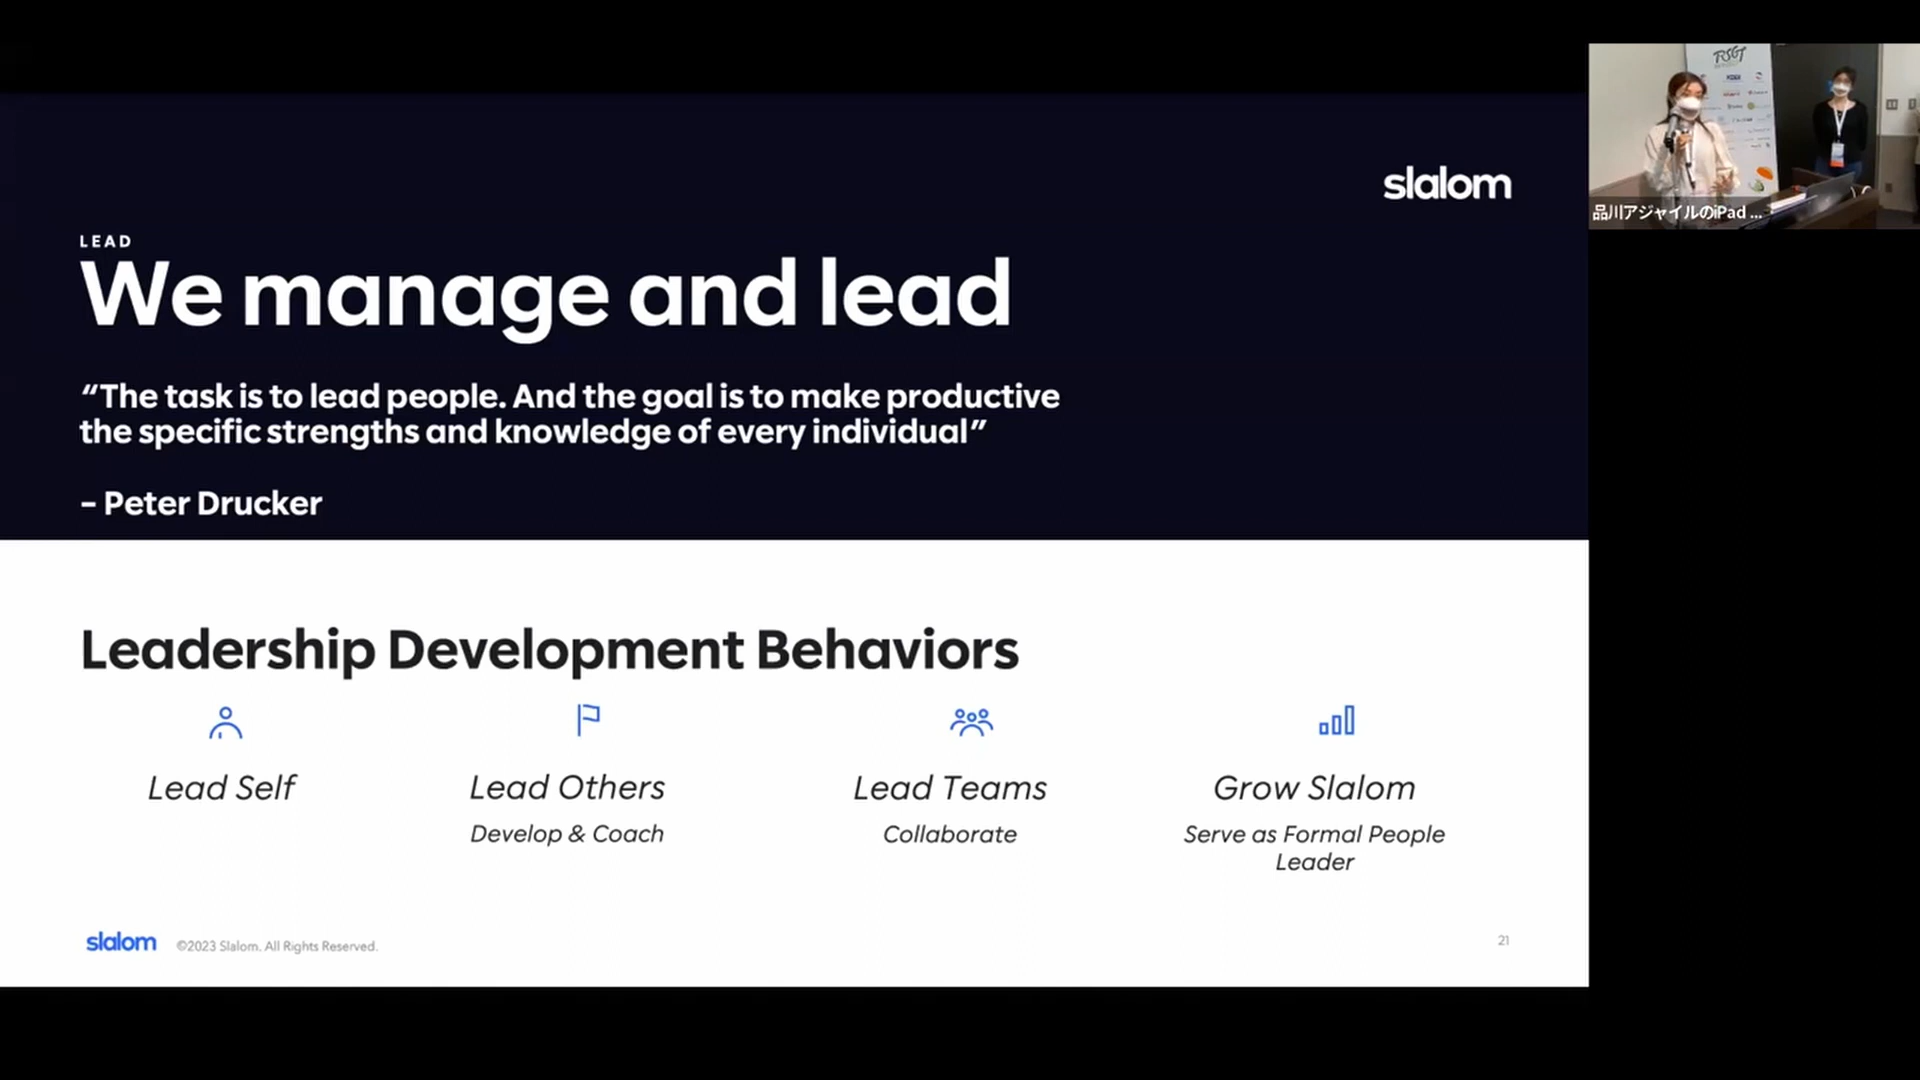 slalom
LEAD
We manage and lead
“The task is to lead people. And the goal is to make productive
the specific strengths and knowledge of every individual”
– Peter Drucker
Leadership Development Behaviors
Lead Self
Lead Others
Develop & Coach
Lead Teams
Collaborate
Grow Slalom
Serve as Formal People
Leader
slalom
©2023 Slalom. All Rights Reserved.
21
RSGT
品川アジャイルのiPad ...